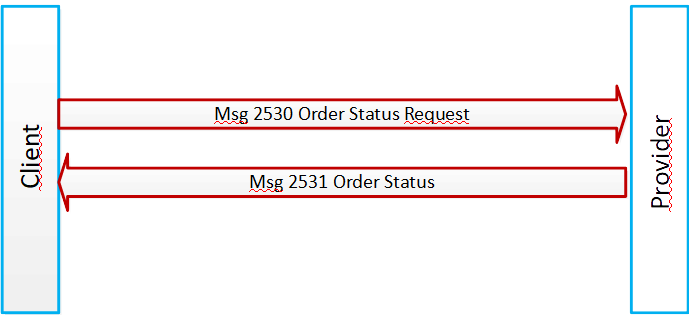 Client
Msg 2530 Order Status Request
Msg 2531 Order Status
Provider